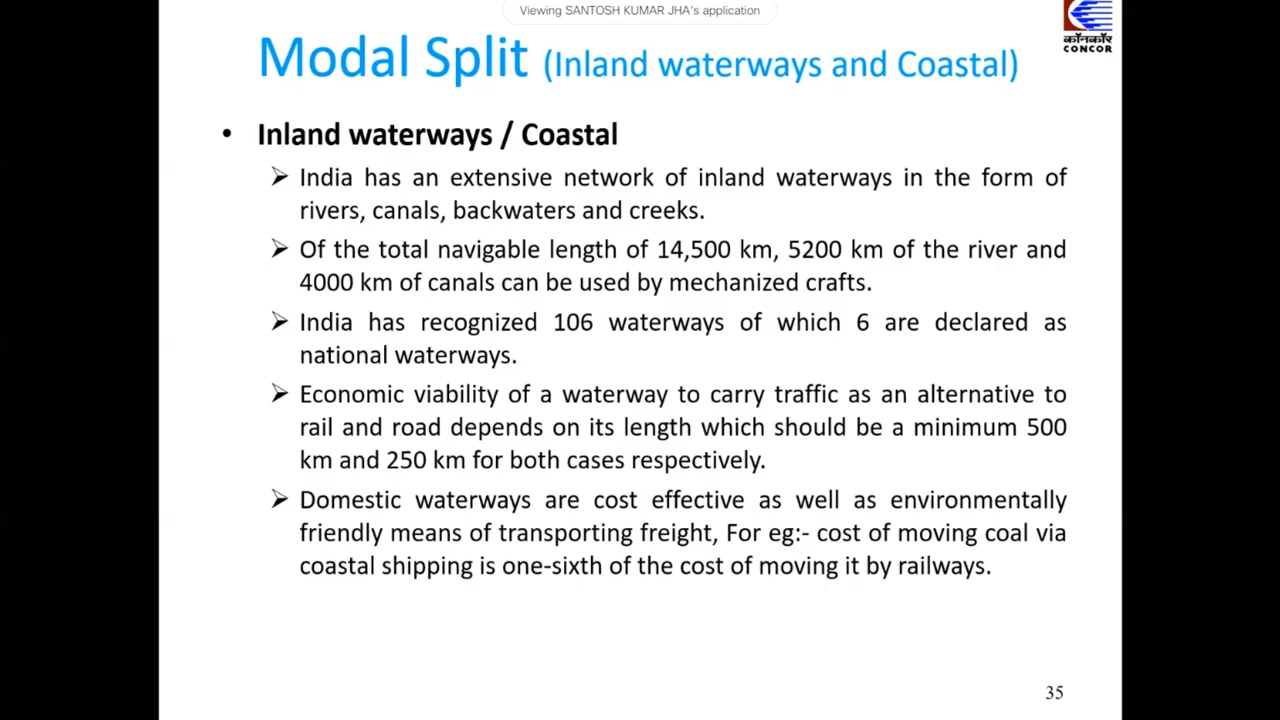 Viewing SANTOSH KUMAR JHA's application
कॉनकॉर
CONCOR
Modal Split (Inland waterways and Coastal)
• Inland waterways / Coastal
➢ India has an extensive network of inland waterways in the form of
rivers, canals, backwaters and creeks.
➢ Of the total navigable length of 14,500 km, 5200 km of the river and
4000 km of canals can be used by mechanized crafts.
➢ India has recognized 106 waterways of which 6 are declared as
national waterways.
➢ Economic viability of a waterway to carry traffic as an alternative to
rail and road depends on its length which should be a minimum 500
km and 250 km for both cases respectively.
➢ Domestic waterways are cost effective as well as environmentally
friendly means of transporting freight, For eg:- cost of moving coal via
coastal shipping is one-sixth of the cost of moving it by railways.
35